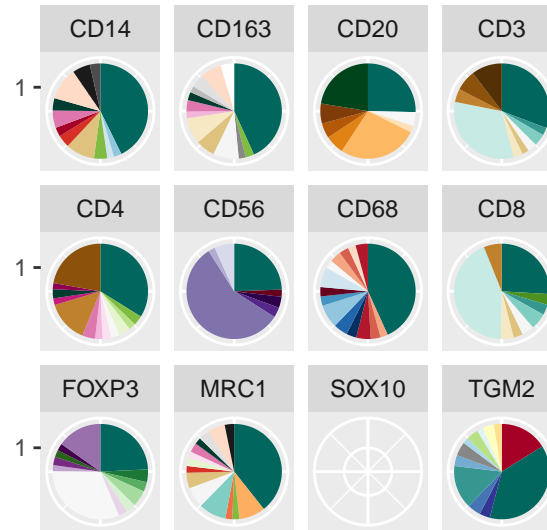 CD14 CD163 CD20 CD3
1
CD4 CD56 CD68 CD8
1
FOXP3 MRC1 SOX10 TGM2
1